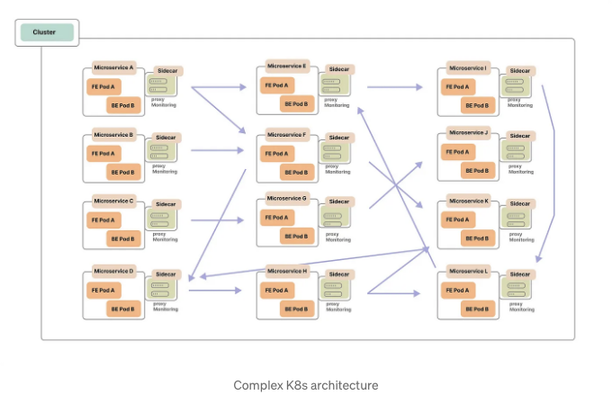 Cluster
Microservice A
Sidecar
FE Pod A
BE Pod B
proxy
Monitoring
Microservice E
Sidecar
FE Pod A
BE Pod B
proxy
Monitoring
Microservice I
Sidecar
FE Pod A
BE Pod B
proxy
Monitoring
Microservice B
Sidecar
FE Pod A
BE Pod B
proxy
Monitoring
Microservice F
Sidecar
FE Pod A
BE Pod B
proxy
Monitoring
Microservice J
Sidecar
FE Pod A
BE Pod B
proxy
Monitoring
Microservice C
Sidecar
FE Pod A
BE Pod B
proxy
Monitoring
Microservice G
Sidecar
FE Pod A
BE Pod B
proxy
Monitoring
Microservice K
Sidecar
FE Pod A
BE Pod B
proxy
Monitoring
Microservice D
Sidecar
FE Pod A
BE Pod B
proxy
Monitoring
Microservice H
Sidecar
FE Pod A
BE Pod B
proxy
Monitoring
Microservice L
Sidecar
FE Pod A
BE Pod B
proxy
Monitoring
Complex K8s architecture